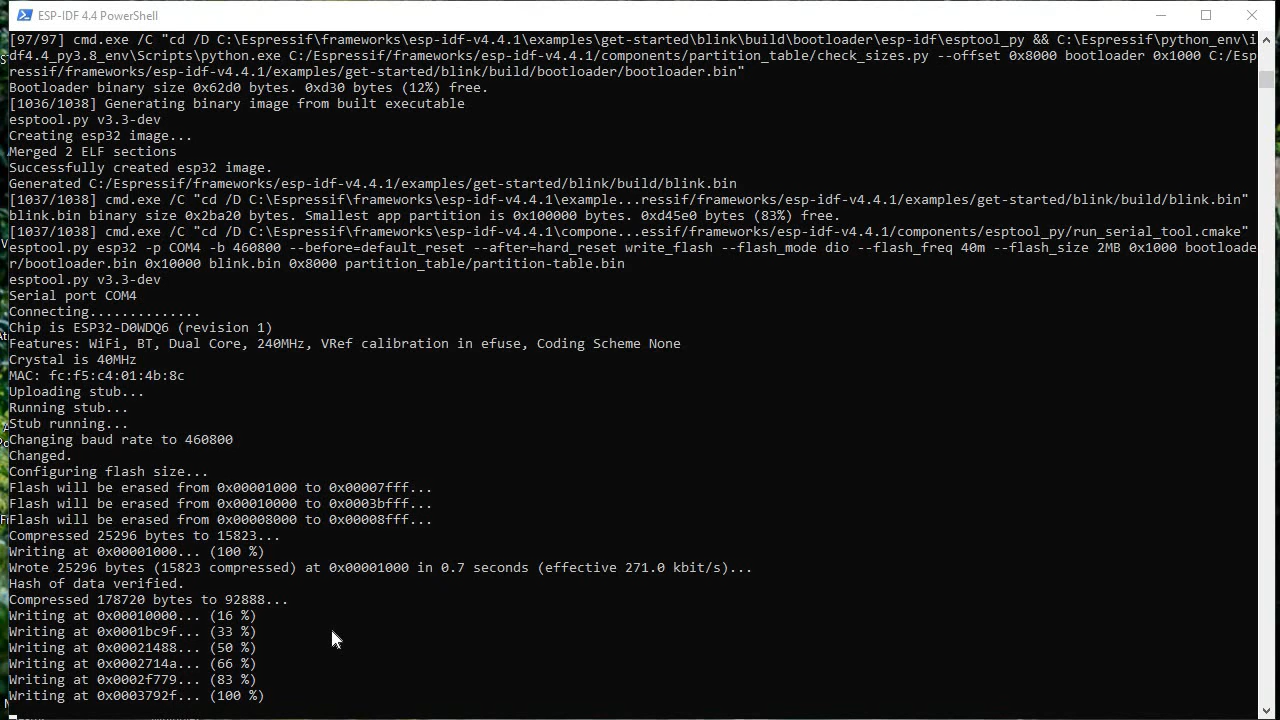 ESP-IDF 4.4 PowerShell
[97/97] cmd.exe /C "cd /D C:\Espressif\frameworks\esp-idf-v4.4.1\examples\get-started\blink\build\bootloader\esp-idf\esptool_py && C:\Espressif\python_env\i
df4.4_py3.8_env\Scripts\python.exe C:/Espressif/frameworks/esp-idf-v4.4.1/components/partition_table/check_sizes.py --offset 0x8000 bootloader 0x1000 C:/Esp
ressif/frameworks/esp-idf-v4.4.1/examples/get-started/blink/build/bootloader/bootloader.bin"
Bootloader binary size 0x62d0 bytes. 0xd30 bytes (12%) free.
[1036/1038] Generating binary image from built executable
esptool.py v3.3-dev
Creating esp32 image...
Merged 2 ELF sections
Successfully created esp32 image.
Generated C:/Espressif/frameworks/esp-idf-v4.4.1/examples/get-started/blink/build/blink.bin
[1037/1038] cmd.exe /C "cd /D C:\Espressif\frameworks\esp-idf-v4.4.1\example...ressif/frameworks/esp-idf-v4.4.1/examples/get-started/blink/build/blink.bin"
blink.bin binary size 0x2ba20 bytes. Smallest app partition is 0x100000 bytes. 0xd45e0 bytes (83%) free.
[1037/1038] cmd.exe /C "cd /D C:\Espressif\frameworks\esp-idf-v4.4.1\compone...essif/frameworks/esp-idf-v4.4.1/components/esptool_py/run_serial_tool.cmake"
esptool.py esp32 -p COM4 -b 460800 --before=default_reset --after=hard_reset write_flash --flash_mode dio --flash_freq 40m --flash_size 2MB 0x1000 bootloade
r/bootloader.bin 0x10000 blink.bin 0x8000 partition_table/partition-table.bin
esptool.py v3.3-dev
Serial port COM4
Connecting..............
Chip is ESP32-D0WDQ6 (revision 1)
Features: WiFi, BT, Dual Core, 240MHz, VRef calibration in efuse, Coding Scheme None
Crystal is 40MHz
MAC: fc:f5:c4:01:4b:8c
Uploading stub...
Running stub...
Stub running...
Changing baud rate to 460800
Changed.
Configuring flash size...
Flash will be erased from 0x00001000 to 0x00007fff...
Flash will be erased from 0x00010000 to 0x0003bfff...
Flash will be erased from 0x00008000 to 0x00008fff...
Compressed 25296 bytes to 15823...
Writing at 0x00001000... (100 %)
Wrote 25296 bytes (15823 compressed) at 0x00001000 in 0.7 seconds (effective 271.0 kbit/s)...
Hash of data verified.
Compressed 178720 bytes to 92888...
Writing at 0x00010000... (16 %)
Writing at 0x0001bc9f... (33 %)
Writing at 0x00021488... (50 %)
Writing at 0x0002714a... (66 %)
Writing at 0x0002f779... (83 %)
Writing at 0x0003792f... (100 %)